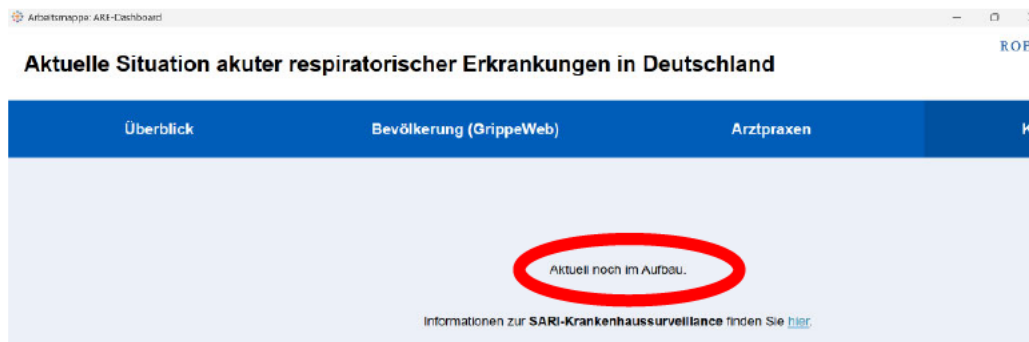 Arbeitsmappe: ARE-Dashboard
ROB
Aktuelle Situation akuter respiratorischer Erkrankungen in Deutschland
Überblick Bevölkerung (GrippeWeb) Arztpraxen K
Aktuell noch im Aufbau.
Informationen zur SARI-Krankenhaussurveillance finden Sie hier.